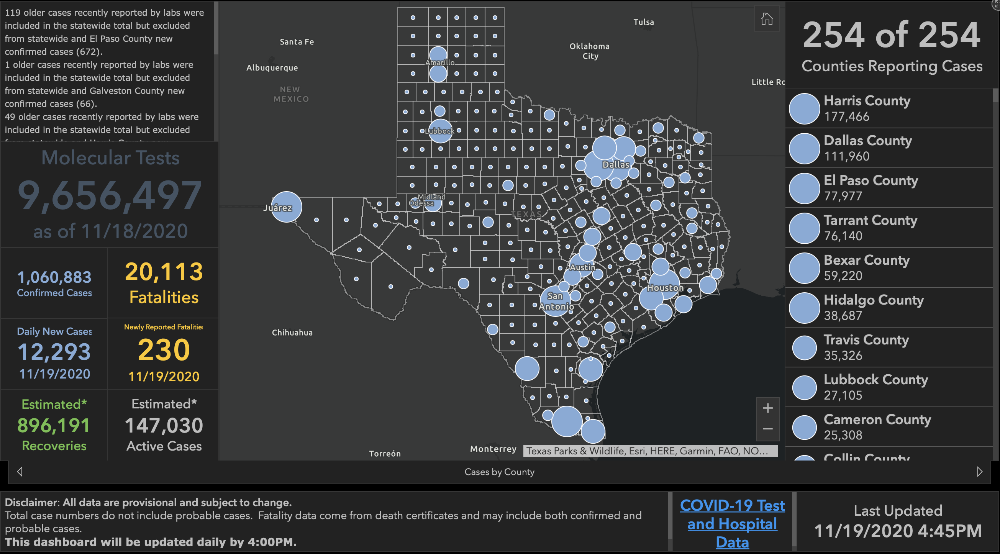 119 older cases recently reported by labs were
included in the statewide total but excluded
from statewide and El Paso County new
confirmed cases (672).
1 older cases recently reported by labs were
included in the statewide total but excluded
from statewide and Galveston County new
confirmed cases (66).
49 older cases recently reported by labs were
included in the statewide total but excluded
Molecular Tests
9,656,497
as of 11/18/2020
1,060,883
Confirmed Cases
20,113
Fatalities
Daily New Cases
12,293
11/19/2020
Newly Reported Fatalities
230
11/19/2020
Estimated*
896,191
Recoveries
Estimated*
147,030
Active Cases
Tulsa
Santa Fe
Oklahoma
City
Amarillo
Albuquerque
Little Ro
NEW
MEXICO
Lubbock
Dallas
Midland
Odessa
Juárez
TEXAS
Austin
Houston
San
Antonio
Chihuahua
Monterrey
Torreón
Texas Parks & Wildlife, Esri, HERE, Garmin, FAO, NO...
+
−
254 of 254
Counties Reporting Cases
Harris County
177,466
Dallas County
111,960
El Paso County
77,977
Tarrant County
76,140
Bexar County
59,220
Hidalgo County
38,687
Travis County
35,326
Lubbock County
27,105
Cameron County
25,308
Collin County
Cases by County
Disclaimer: All data are provisional and subject to change.
Total case numbers do not include probable cases. Fatality data come from death certificates and may include both confirmed and
probable cases.
This dashboard will be updated daily by 4:00PM.
COVID-19 Test
and Hospital
Data
Last Updated
11/19/2020 4:45PM